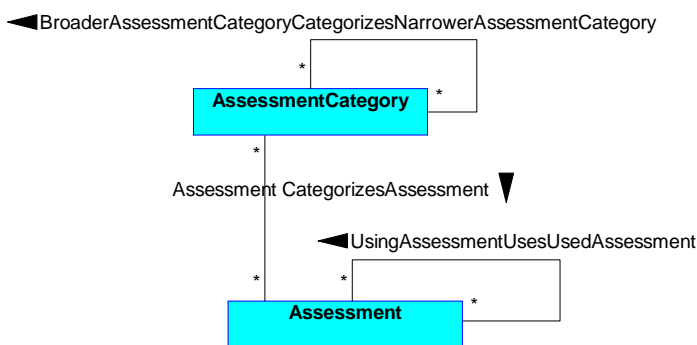 BroaderAssessmentCategoryCategorizesNarrowerAssessmentCategory
*
*
AssessmentCategory
*
Assessment CategorizesAssessment
UsingAssessmentUsesUsedAssessment
* *
*
Assessment